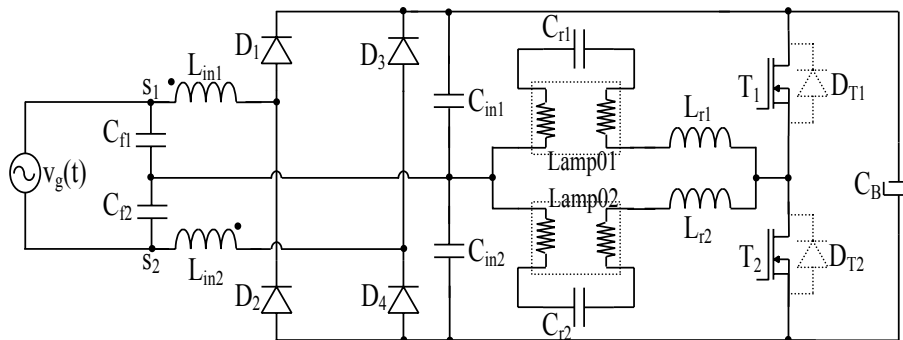 C_r1
D_1
D_3
L_in1
s_1
C_in1
T_1
D_T1
L_r1
C_f1
Lamp01
v_g(t)
Lamp02
C_B
C_f2
L_r2
s_2
L_in2
C_in2
T_2
D_T2
D_2
D_4
C_r2